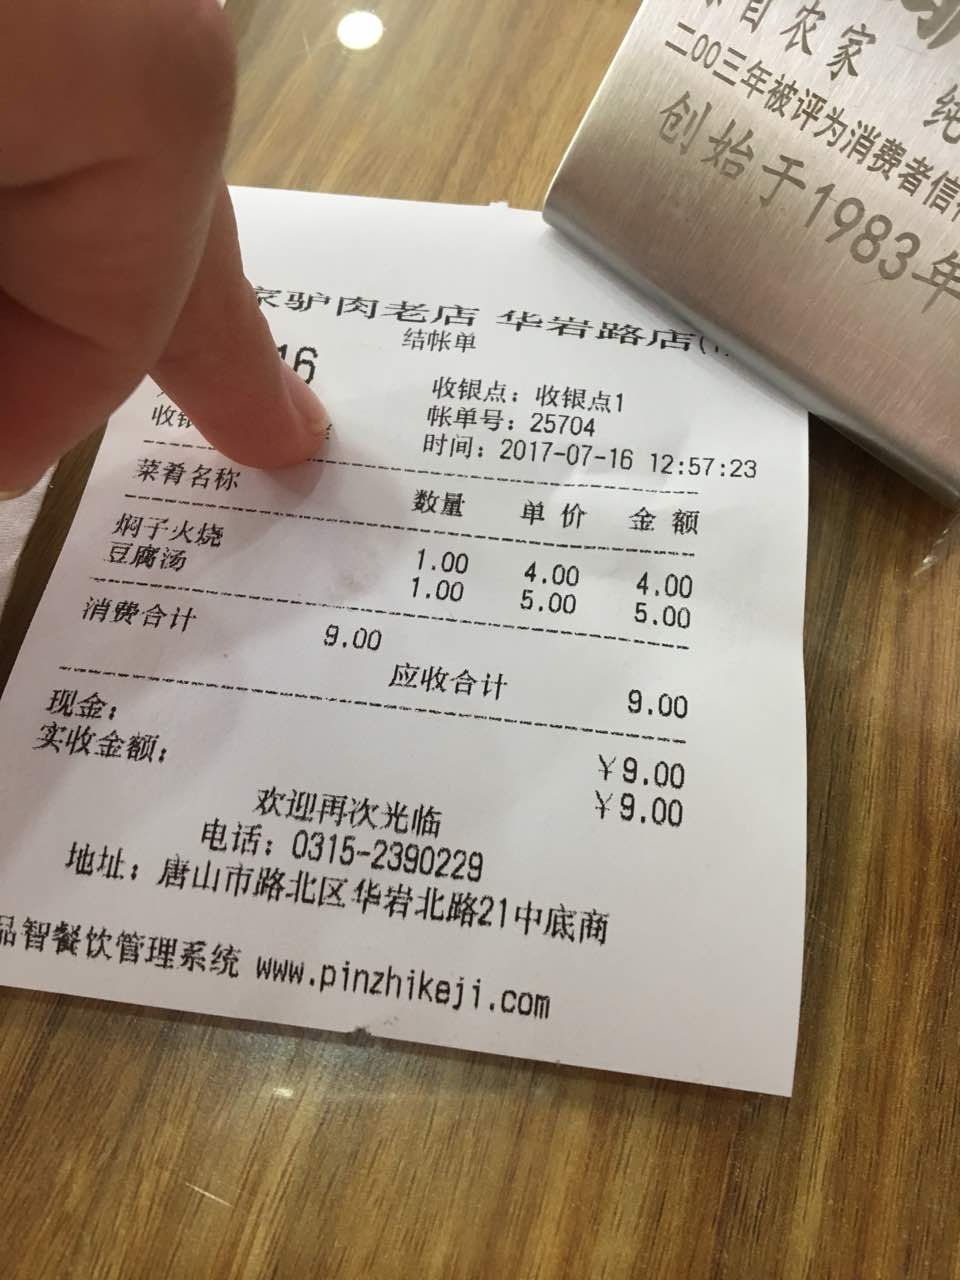 自农家 纯
二00三年被评为消费者信
创始于1983年
家驴肉老店 华岩路店
结帐单
16
收银点：收银点1
帐单号：25704
收银
时间：2017-07-16 12:57:23
菜肴名称 数量 单价 金额
焖子火烧 1.00 4.00 4.00
豆腐汤 1.00 5.00 5.00
消费合计 9.00
应收合计 9.00
现金： ￥9.00
实收金额： ￥9.00
欢迎再次光临
电话：0315-2390229
地址：唐山市路北区华岩北路21中底商
品智餐饮管理系统 www.pinzhikeji.com